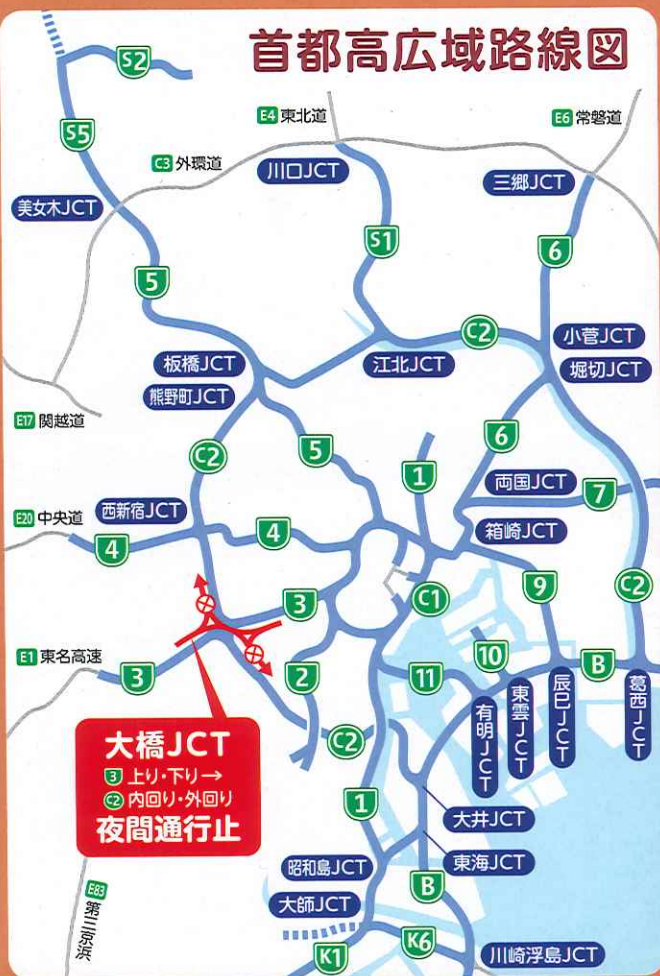 首都高広域路線図
S2
S5
E4 東北道
E6 常磐道
C3 外環道
川口JCT
三郷JCT
美女木JCT
S1
6
5
C2
小菅JCT
板橋JCT
江北JCT
堀切JCT
熊野町JCT
E17 関越道
C2
5
1
6
両国JCT
7
E20 中央道
西新宿JCT
4
4
箱崎JCT
3
C1
9
C2
E1 東名高速
3
2
11
10
B
有明JCT
東雲JCT
辰巳JCT
葛西JCT
C2
大橋JCT
3 上り・下り→
C2 内回り・外回り
夜間通行止
1
大井JCT
昭和島JCT
東海JCT
大師JCT
B
E83 第三京浜
K1
K6
川崎浮島JCT